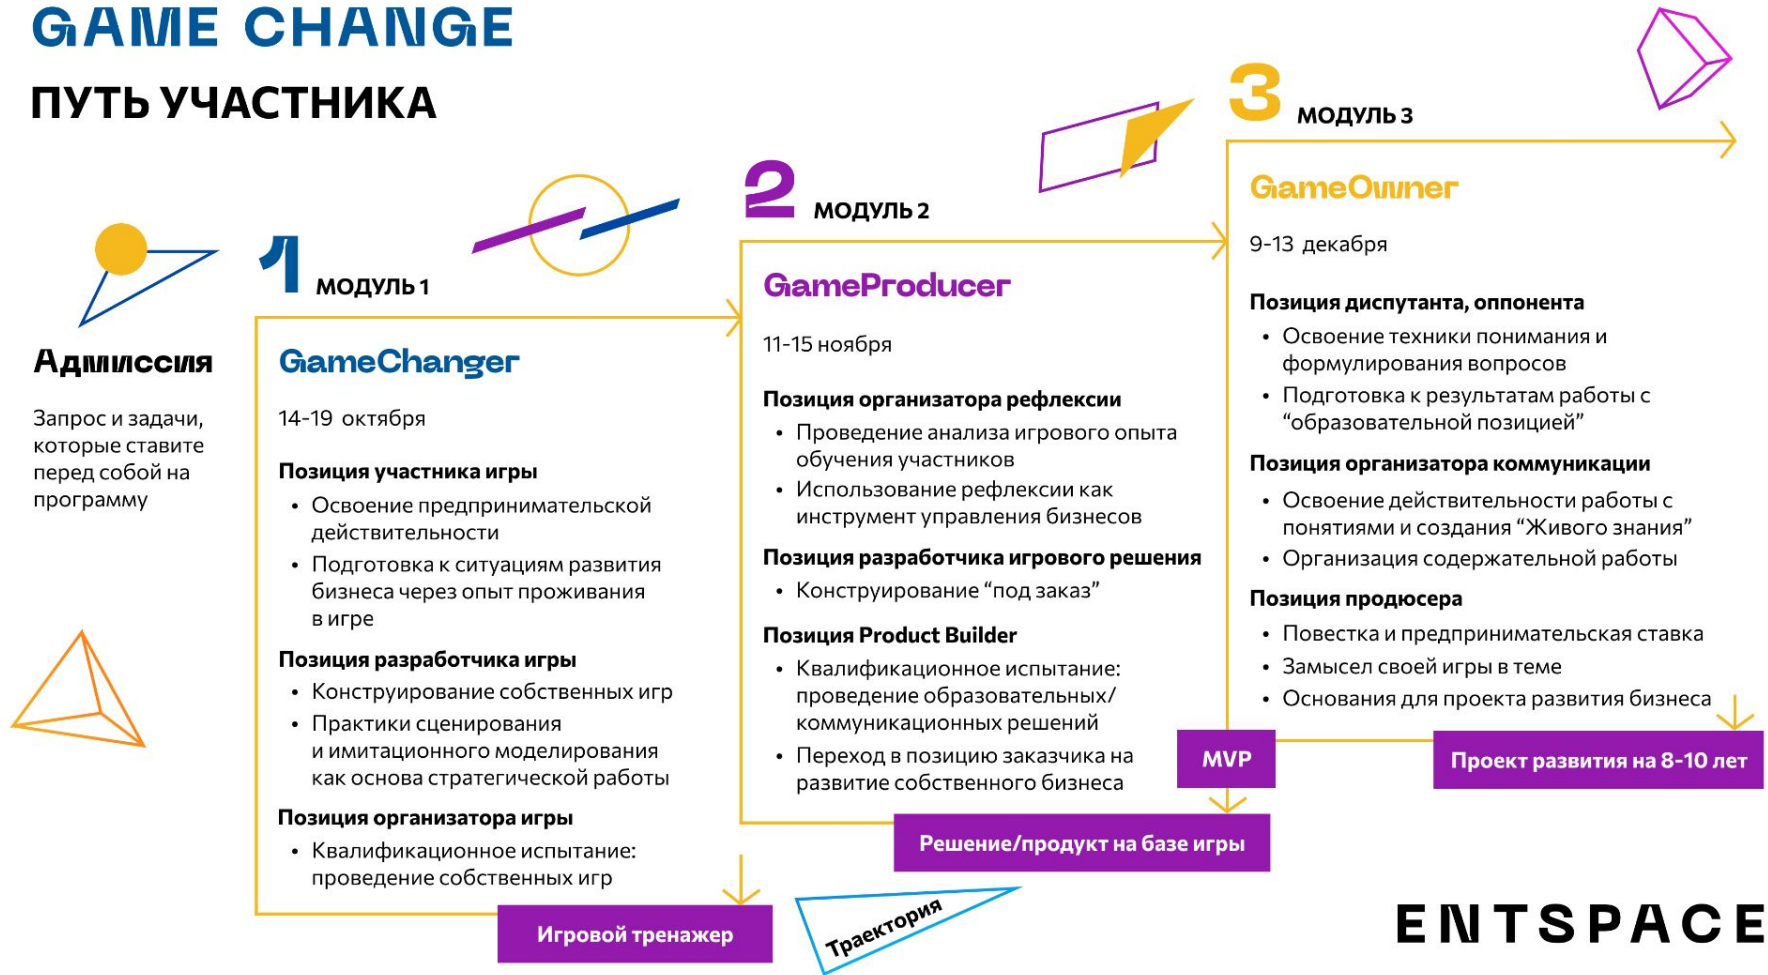 GAME CHANGE
ПУТЬ УЧАСТНИКА
Адмиссия
Запрос и задачи,
которые ставите
перед собой на
программу
1 МОДУЛЬ 1
GameChanger
14-19 октября
Позиция участника игры
• Освоение предпринимательской
действительности
• Подготовка к ситуациям развития
бизнеса через опыт проживания
в игре
Позиция разработчика игры
• Конструирование собственных игр
• Практики сценирования
и имитационного моделирования
как основа стратегической работы
Позиция организатора игры
• Квалификационное испытание:
проведение собственных игр
Игровой тренажер
2 МОДУЛЬ 2
GameProducer
11-15 ноября
Позиция организатора рефлексии
• Проведение анализа игрового опыта
обучения участников
• Использование рефлексии как
инструмент управления бизнесов
Позиция разработчика игрового решения
• Конструирование “под заказ”
Позиция Product Builder
• Квалификационное испытание:
проведение образовательных/
коммуникационных решений
• Переход в позицию заказчика на
развитие собственного бизнеса
MVP
Решение/продукт на базе игры
Траектория
3 МОДУЛЬ 3
GameOwner
9-13 декабря
Позиция диспутанта, оппонента
• Освоение техники понимания и
формулирования вопросов
• Подготовка к результатам работы с
“образовательной позицией”
Позиция организатора коммуникации
• Освоение действительности работы с
понятиями и создания “Живого знания”
• Организация содержательной работы
Позиция продюсера
• Повестка и предпринимательская ставка
• Замысел своей игры в теме
• Основания для проекта развития бизнеса
Проект развития на 8-10 лет
ENTSPACE